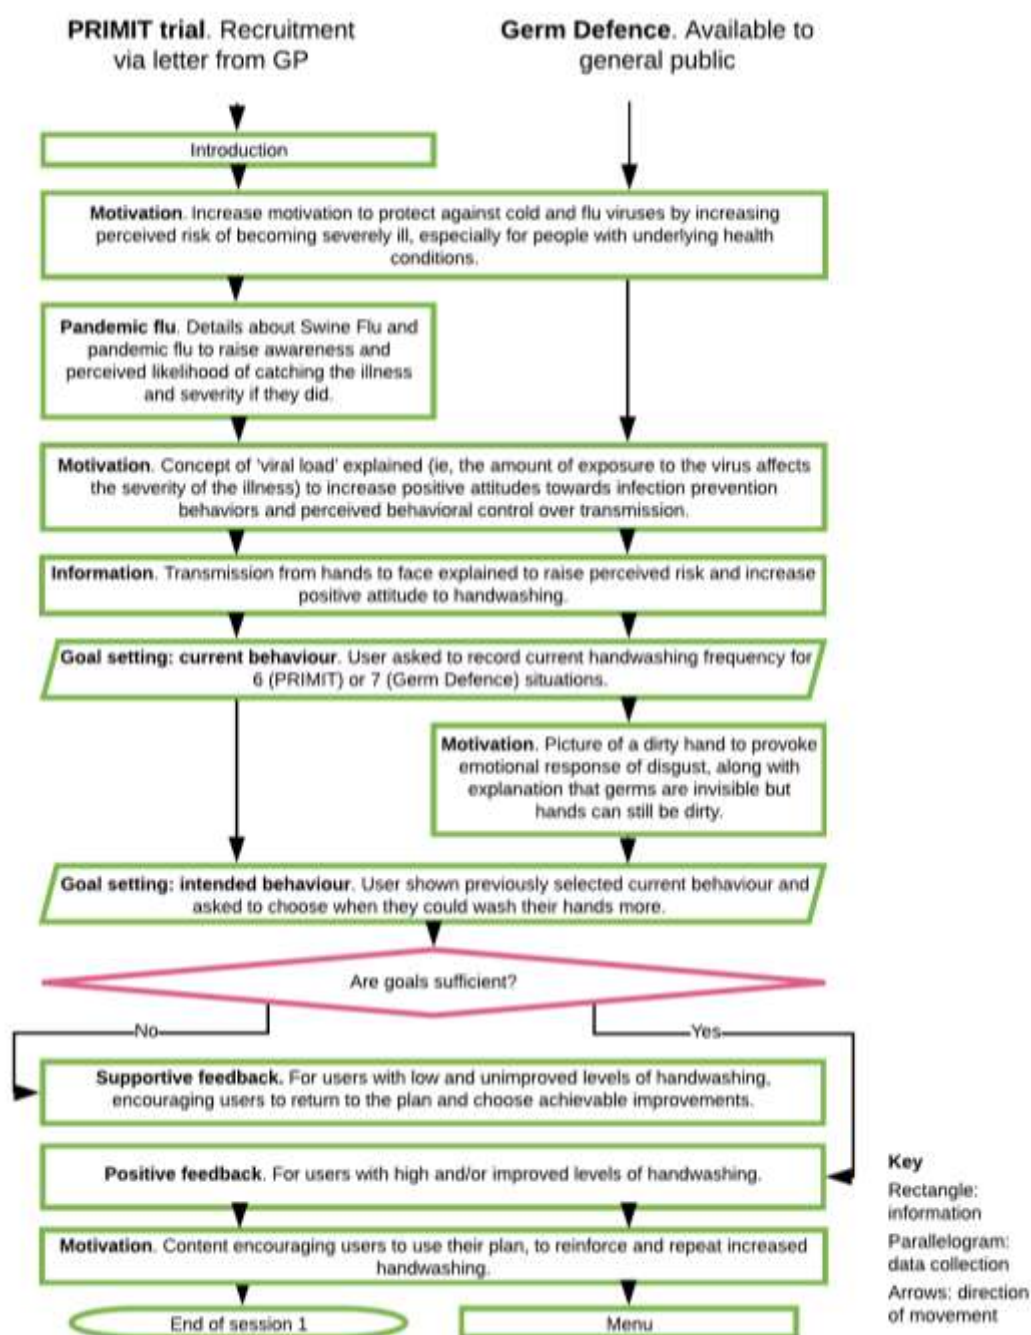 PRIMIT trial. Recruitment
via letter from GP
Germ Defence. Available to
general public
Introduction
Motivation. Increase motivation to protect against cold and flu viruses by increasing
perceived risk of becoming severely ill, especially for people with underlying health
conditions.
Pandemic flu. Details about Swine Flu and
pandemic flu to raise awareness and
perceived likelihood of catching the illness
and severity if they did.
Motivation. Concept of 'viral load' explained (ie, the amount of exposure to the virus affects
the severity of the illness) to increase positive attitudes towards infection prevention
behaviors and perceived behavioral control over transmission.
Information. Transmission from hands to face explained to raise perceived risk and increase
positive attitude to handwashing.
Goal setting: current behaviour. User asked to record current handwashing frequency for
6 (PRIMIT) or 7 (Germ Defence) situations.
Motivation. Picture of a dirty hand to provoke
emotional response of disgust, along with
explanation that germs are invisible but
hands can still be dirty.
Goal setting: intended behaviour. User shown previously selected current behaviour and
asked to choose when they could wash their hands more.
Are goals sufficient?
No
Yes
Supportive feedback. For users with low and unimproved levels of handwashing,
encouraging users to return to the plan and choose achievable improvements.
Positive feedback. For users with high and/or improved levels of handwashing.
Motivation. Content encouraging users to use their plan, to reinforce and repeat increased
handwashing.
End of session 1
Menu
Key
Rectangle:
information
Parallelogram:
data collection
Arrows: direction
of movement